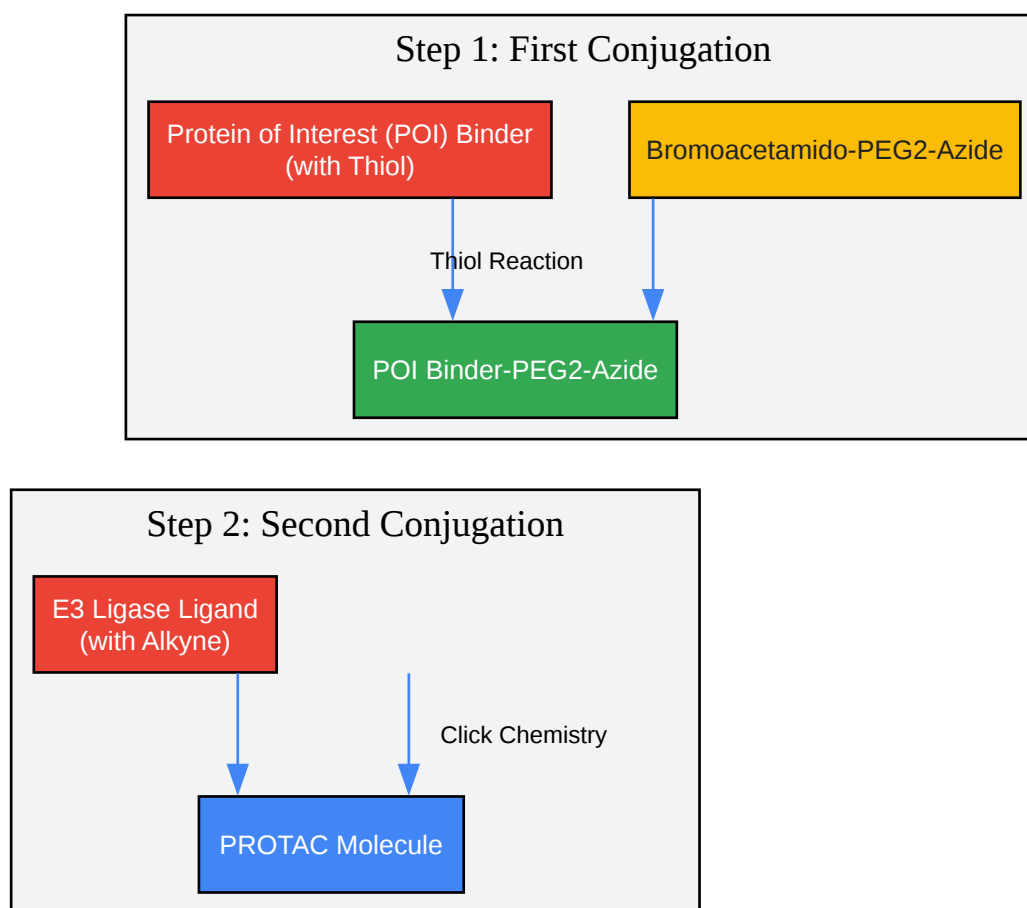 Step 1: First Conjugation
Protein of Interest (POI) Binder
(with Thiol)
Bromoacetamido-PEG2-Azide
Thiol Reaction
POI Binder-PEG2-Azide
Step 2: Second Conjugation
E3 Ligase Ligand
(with Alkyne)
Click Chemistry
PROTAC Molecule